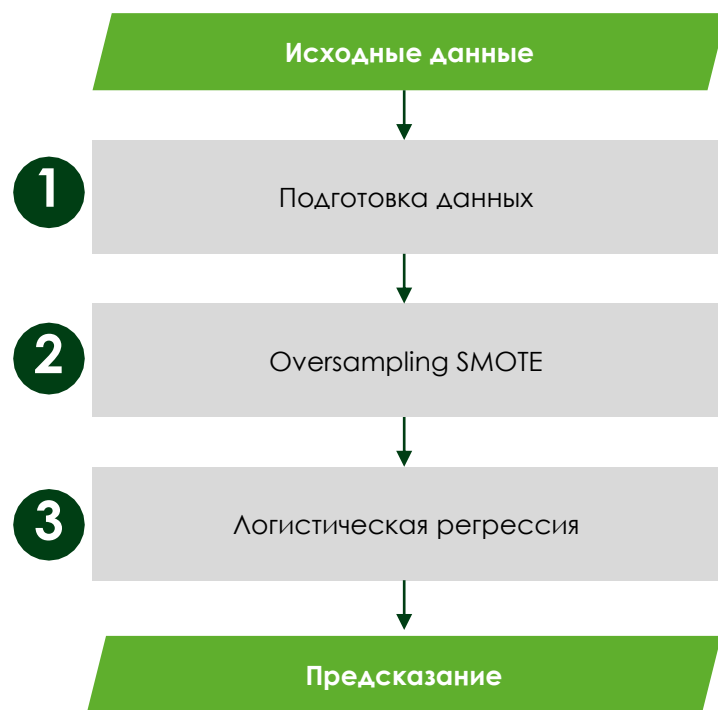 Исходные данные
1
Подготовка данных
2
Oversampling SMOTE
3
Логистическая регрессия
Предсказание